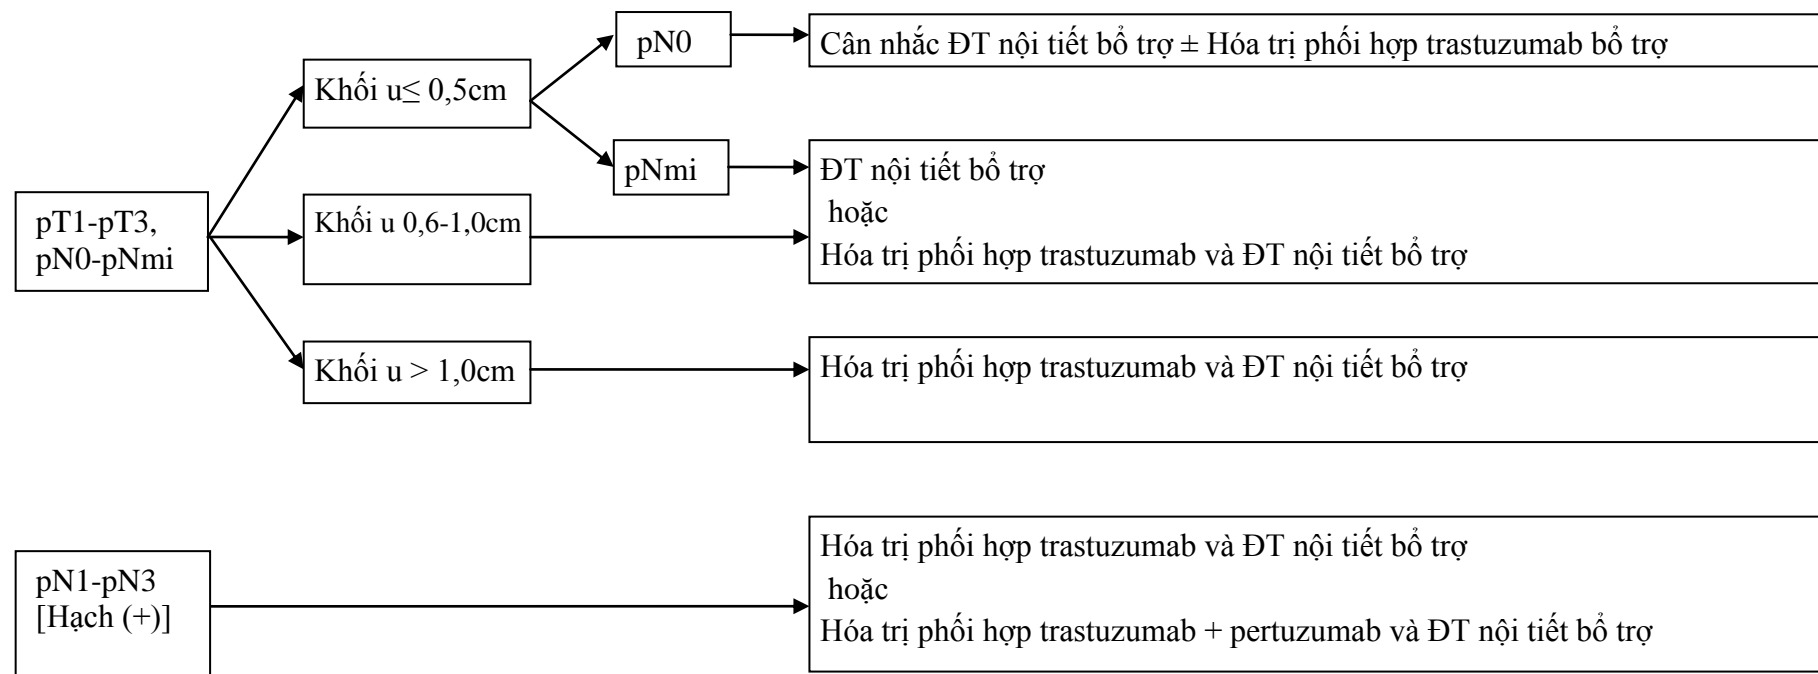 pN0
Cân nhắc ĐT nội tiết bổ trợ ± Hóa trị phối hợp trastuzumab bổ trợ
Khối u≤ 0,5cm
pNmi
ĐT nội tiết bổ trợ
hoặc
Hóa trị phối hợp trastuzumab và ĐT nội tiết bổ trợ
pT1-pT3,
pN0-pNmi
Khối u 0,6-1,0cm
Khối u > 1,0cm
Hóa trị phối hợp trastuzumab và ĐT nội tiết bổ trợ
pN1-pN3
[Hạch (+)]
Hóa trị phối hợp trastuzumab và ĐT nội tiết bổ trợ
hoặc
Hóa trị phối hợp trastuzumab + pertuzumab và ĐT nội tiết bổ trợ